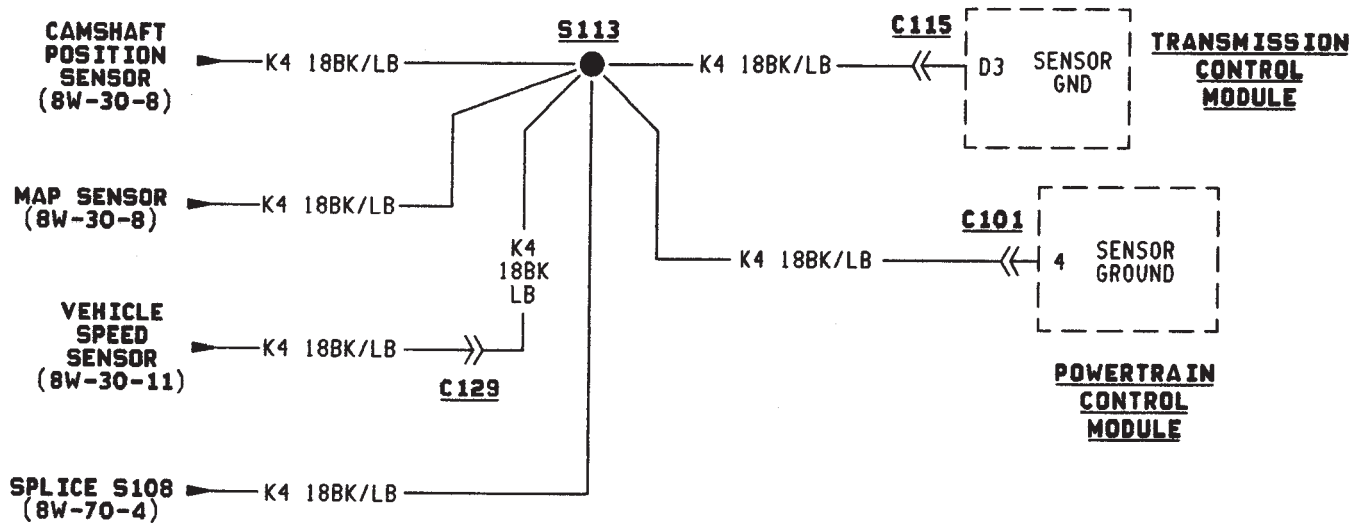 CAMSHAFT
POSITION
SENSOR
(8W-30-8)
K4 18BK/LB
S113
K4 18BK/LB
C115
D3
SENSOR
GND
TRANSMISSION
CONTROL
MODULE
MAP SENSOR
(8W-30-8)
K4 18BK/LB
K4
18BK
LB
K4 18BK/LB
C101
4
SENSOR
GROUND
POWERTRAIN
CONTROL
MODULE
VEHICLE
SPEED
SENSOR
(8W-30-11)
K4 18BK/LB
C129
SPLICE S108
(8W-70-4)
K4 18BK/LB